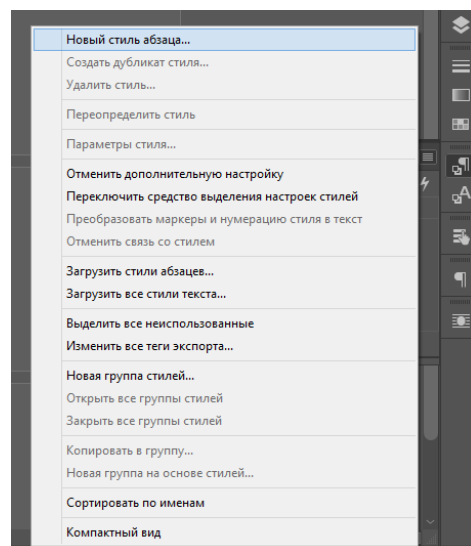 Новый стиль абзаца...
Создать дубликат стиля...
Удалить стиль...
Переопределить стиль
Параметры стиля...
Отменить дополнительную настройку
Переключить средство выделения настроек стилей
Преобразовать маркеры и нумерацию стиля в текст
Отменить связь со стилем
Загрузить стили абзацев...
Загрузить все стили текста...
Выделить все неиспользованные
Изменить все теги экспорта...
Новая группа стилей...
Открыть все группы стилей
Закрыть все группы стилей
Копировать в группу...
Новая группа на основе стилей...
Сортировать по именам
Компактный вид